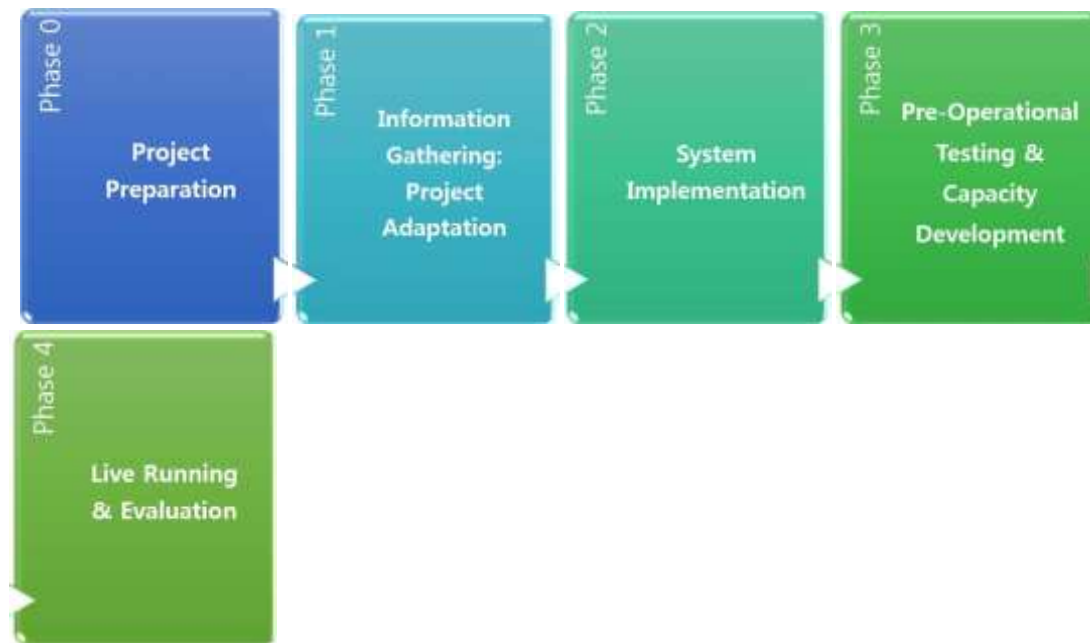 Phase 0
Project
Preparation
Phase 1
Information
Gathering:
Project
Adaptation
Phase 2
System
Implementation
Phase 3
Pre-Operational
Testing &
Capacity
Development
Phase 4
Live Running
& Evaluation